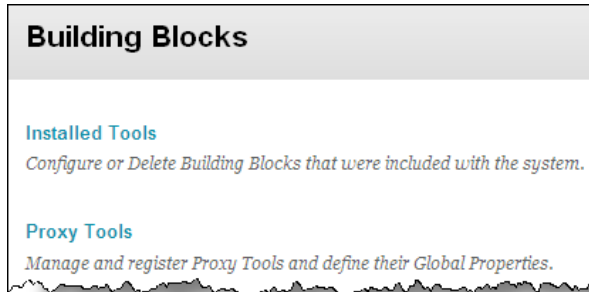 Building Blocks
Installed Tools
Configure or Delete Building Blocks that were included with the system.
Proxy Tools
Manage and register Proxy Tools and define their Global Properties.